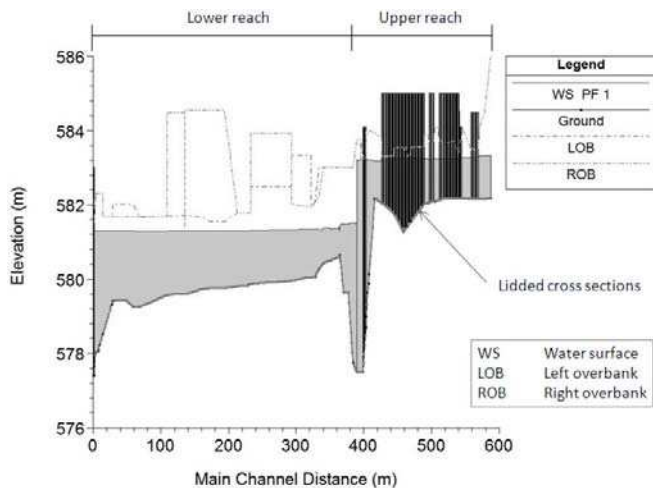 Lower reach
Upper reach
586
584
582
580
578
576
Elevation (m)
0
100
200
300
400
500
600
Main Channel Distance (m)
Legend
WS PF 1
Ground
LOB
ROB
Lidded cross sections
WS Water surface
LOB Left overbank
ROB Right overbank